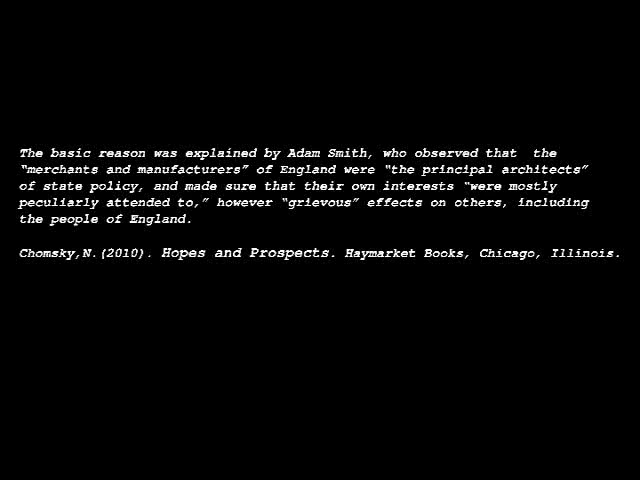 The basic reason was explained by Adam Smith, who observed that  the
“merchants and manufacturers” of England were “the principal architects”
of state policy, and made sure that their own interests “were mostly
peculiarly attended to,” however “grievous” effects on others, including
the people of England.
Chomsky,N.(2010). Hopes and Prospects. Haymarket Books, Chicago, Illinois.